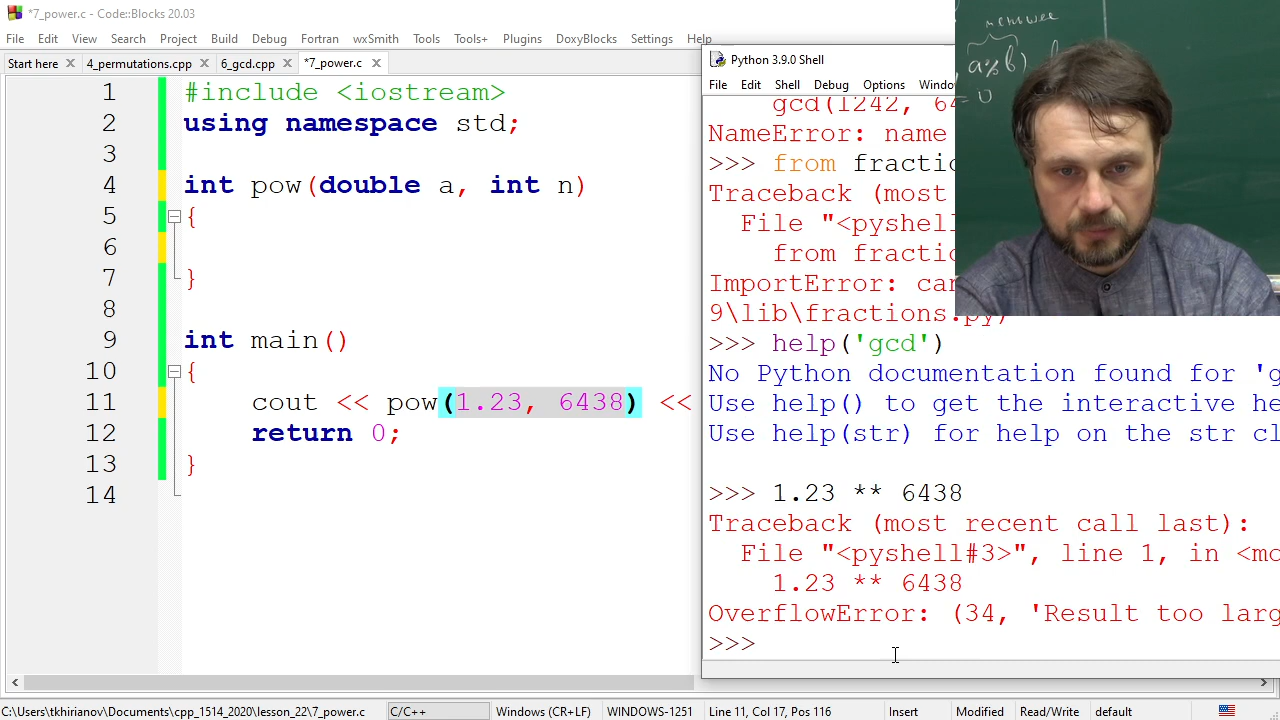 *7_power.c - Code::Blocks 20.03
File Edit View Search Project Build Debug Fortran wxSmith Tools Tools+ Plugins DoxyBlocks Settings Help
Start here 4_permutations.cpp 6_gcd.cpp *7_power.c
1 #include <iostream>
2 using namespace std;
3
4 int pow(double a, int n)
5 {
6
7 }
8
9 int main()
10 {
11 cout << pow(1.23, 6438) <<
12 return 0;
13 }
14
Python 3.9.0 Shell
File Edit Shell Debug Options
gcd(1242,
NameError: name
>>> from
Traceback (most
File "<pyshell
from
ImportError:
9\lib\fractions.py)
>>> help('gcd')
No Python documentation found for
Use help() to get the interactive
Use help(str) for help on the str
>>> 1.23 ** 6438
Traceback (most recent call last):
File "<pyshell#3>", line 1, in
1.23 ** 6438
OverflowError: (34, 'Result too
>>>
меньшее
a%b)
= 0
C:\Users\tkhirianov\Documents\cpp_1514_2020\lesson_22\7_power.c C/C++ Windows (CR+LF) WINDOWS-1251 Line 11, Col 17, Pos 116 Insert Modified Read/Write default